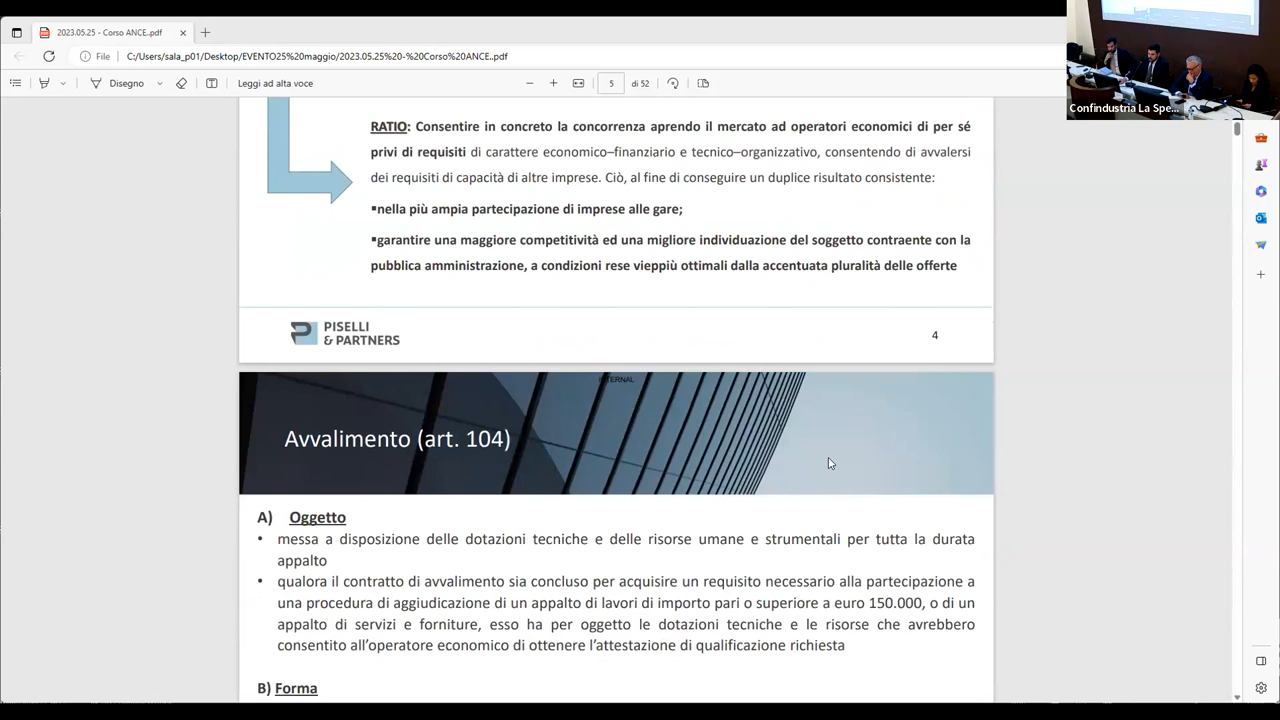 2023.05.25 - Corso ANCE..pdf
File
C:/Users/sala_p01/Desktop/EVENTO25%20maggio/2023.05.25%20-%20Corso%20ANCE..pdf
Disegno
Leggi ad alta voce
5
di 52
Confindustria La Spe...
RATIO: Consentire in concreto la concorrenza aprendo il mercato ad operatori economici di per sé
privi di requisiti di carattere economico–finanziario e tecnico–organizzativo, consentendo di avvalersi
dei requisiti di capacità di altre imprese. Ciò, al fine di conseguire un duplice risultato consistente:
▪nella più ampia partecipazione di imprese alle gare;
▪garantire una maggiore competitività ed una migliore individuazione del soggetto contraente con la
pubblica amministrazione, a condizioni rese vieppiù ottimali dalla accentuata pluralità delle offerte
PISELLI
& PARTNERS
4
INTERNAL
Avvalimento (art. 104)
A) Oggetto
• messa a disposizione delle dotazioni tecniche e delle risorse umane e strumentali per tutta la durata
appalto
• qualora il contratto di avvalimento sia concluso per acquisire un requisito necessario alla partecipazione a
una procedura di aggiudicazione di un appalto di lavori di importo pari o superiore a euro 150.000, o di un
appalto di servizi e forniture, esso ha per oggetto le dotazioni tecniche e le risorse che avrebbero
consentito all’operatore economico di ottenere l’attestazione di qualificazione richiesta
B) Forma